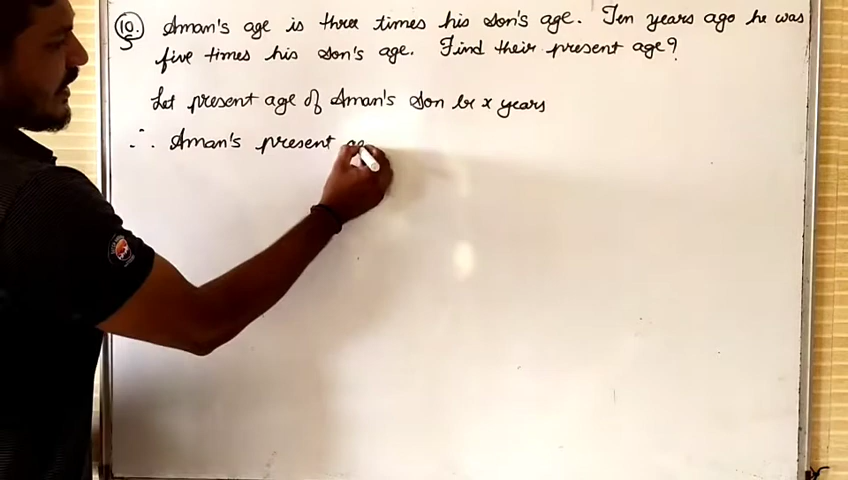 10. Aman's age is three times his son's age. Ten years ago he was
five times his son's age. Find their present age?
Let present age of Aman's son be x years
∴ Aman's present ag